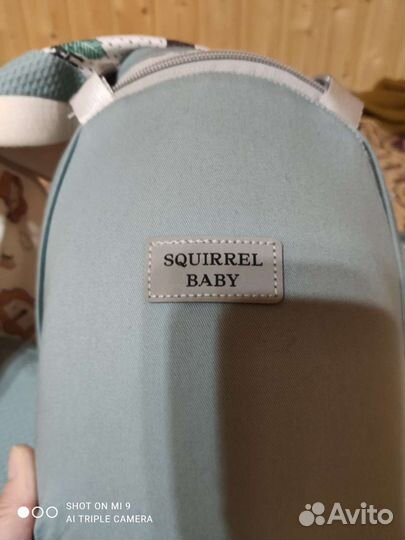 SQUIRREL
BABY
SHOT ON MI 9
AI TRIPLE CAMERA
Avito